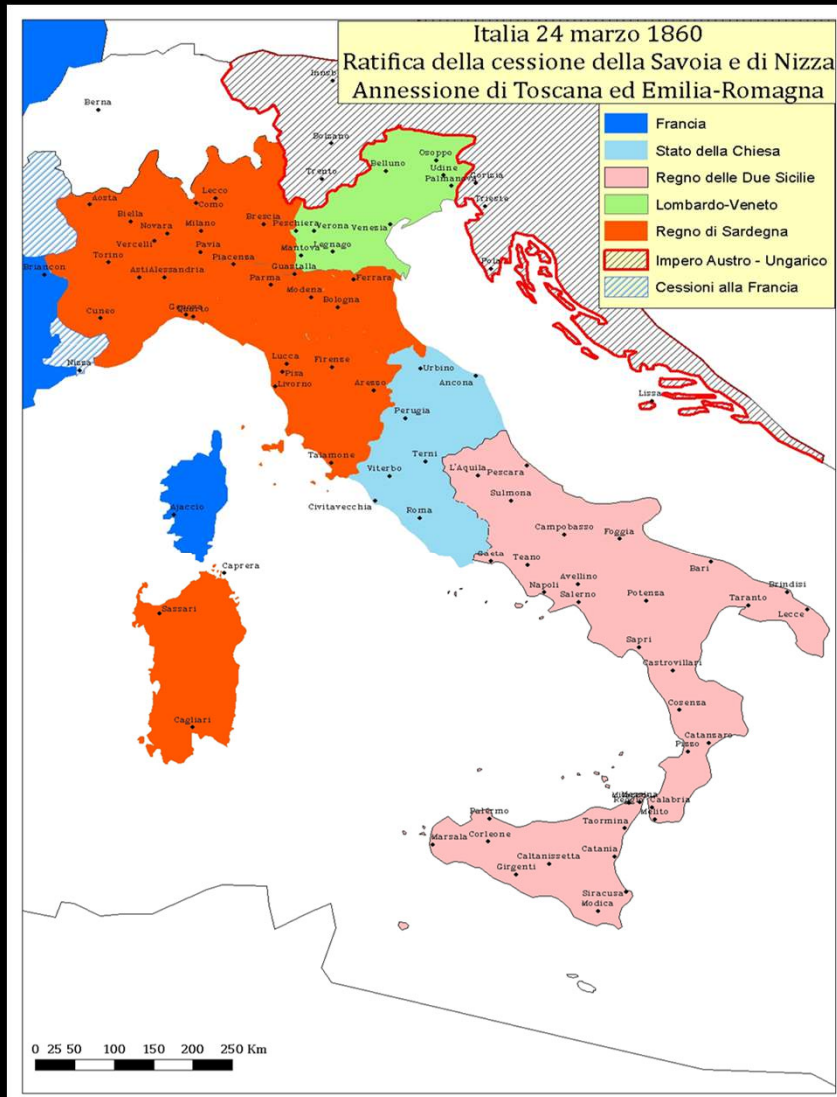 Italia 24 marzo 1860
Ratifica della cessione della Savoia e di Nizza
Annessione di Toscana ed Emilia-Romagna
Francia
Stato della Chiesa
Regno delle Due Sicilie
Lombardo-Veneto
Regno di Sardegna
Impero Austro - Ungarico
Cessioni alla Francia
Innsb
Berna
Bolzano
Trento
Belluno
Osoppo
Udine
Palmanova
Gorizia
Trieste
Aosta
Lecco
Como
Biella
Novara
Milano
Brescia
Peschiera
Verona
Venezia
Vercelli
Pavia
Legnago
Mantova
Torino
Piacenza
Briancon
Asti
Alessandria
Guastalla
Parma
Ferrara
Pola
Modena
Bologna
Cuneo
Genova
Quarto
Nizza
Lucca
Pisa
Firenze
Livorno
Arezzo
Urbino
Ancona
Perugia
Lissa
Talamone
Terni
Viterbo
L'Aquila
Pescara
Civitavecchia
Roma
Sulmona
Ajaccio
Campobasso
Foggia
Gaeta
Teano
Bari
Caprera
Avellino
Napoli
Salerno
Potenza
Brindisi
Taranto
Lecce
Sassari
Sapri
Castrovillari
Cosenza
Cagliari
Catanzaro
Pizzo
Calabria
Melito
Palermo
Taormina
Marsala
Corleone
Catania
Caltanissetta
Girgenti
Siracusa
Modica
0 25 50 100 150 200 250 Km